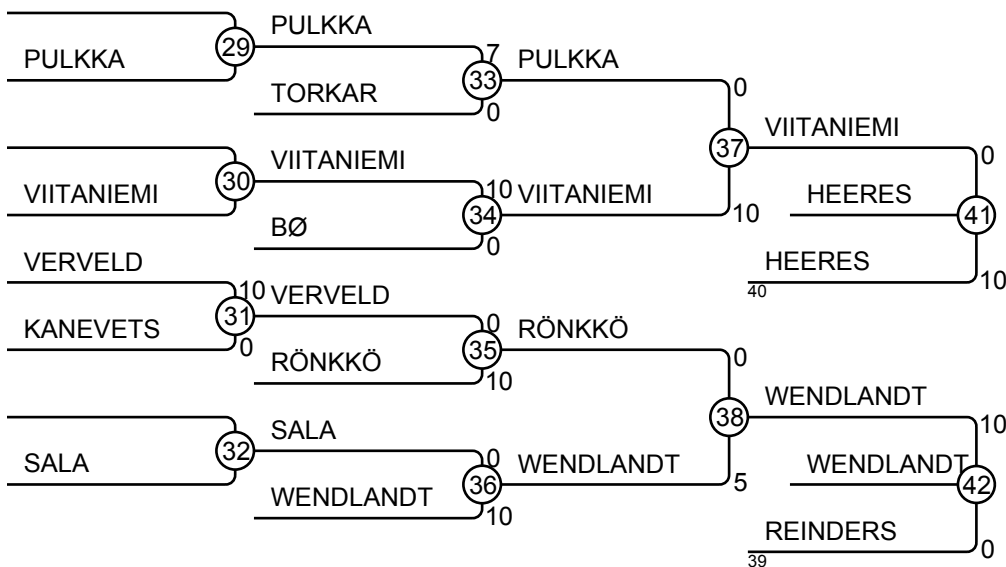 PULKKA
29
PULKKA
7
TORKAR
33
0
PULKKA
0
VIITANIEMI
30
VIITANIEMI
10
BØ
34
0
VIITANIEMI
10
37
VIITANIEMI
0
HEERES
41
HEERES
40
10
VERVELD
10
KANEVETS
31
0
VERVELD
0
RÖNKKÖ
35
10
RÖNKKÖ
0
SALA
32
SALA
0
WENDLANDT
36
10
WENDLANDT
5
38
WENDLANDT
10
WENDLANDT
42
REINDERS
39
0